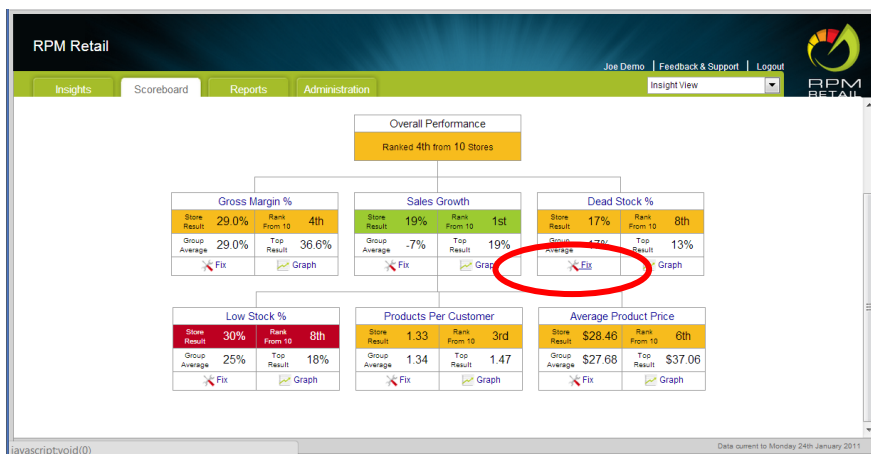 RPM Retail
Joe Demo | Feedback & Support | Logout
Insights Scoreboard Reports Administration
Insight View
RPM
RETAIL
Overall Performance
Ranked 4th from 10 Stores
Gross Margin %
Store Result 29.0% Rank From 10 4th
Group Average 29.0% Top Result 36.6%
Fix Graph
Sales Growth
Store Result 19% Rank From 10 1st
Group Average -7% Top Result 19%
Fix Graph
Dead Stock %
Store Result 17% Rank From 10 8th
Group Average 17% Top Result 13%
Fix Graph
Low Stock %
Store Result 30% Rank From 10 8th
Group Average 25% Top Result 18%
Fix Graph
Products Per Customer
Store Result 1.33 Rank From 10 3rd
Group Average 1.34 Top Result 1.47
Fix Graph
Average Product Price
Store Result $28.46 Rank From 10 6th
Group Average $27.68 Top Result $37.06
Fix Graph
javascript:void(0)
Data current to Monday 24th January 2011